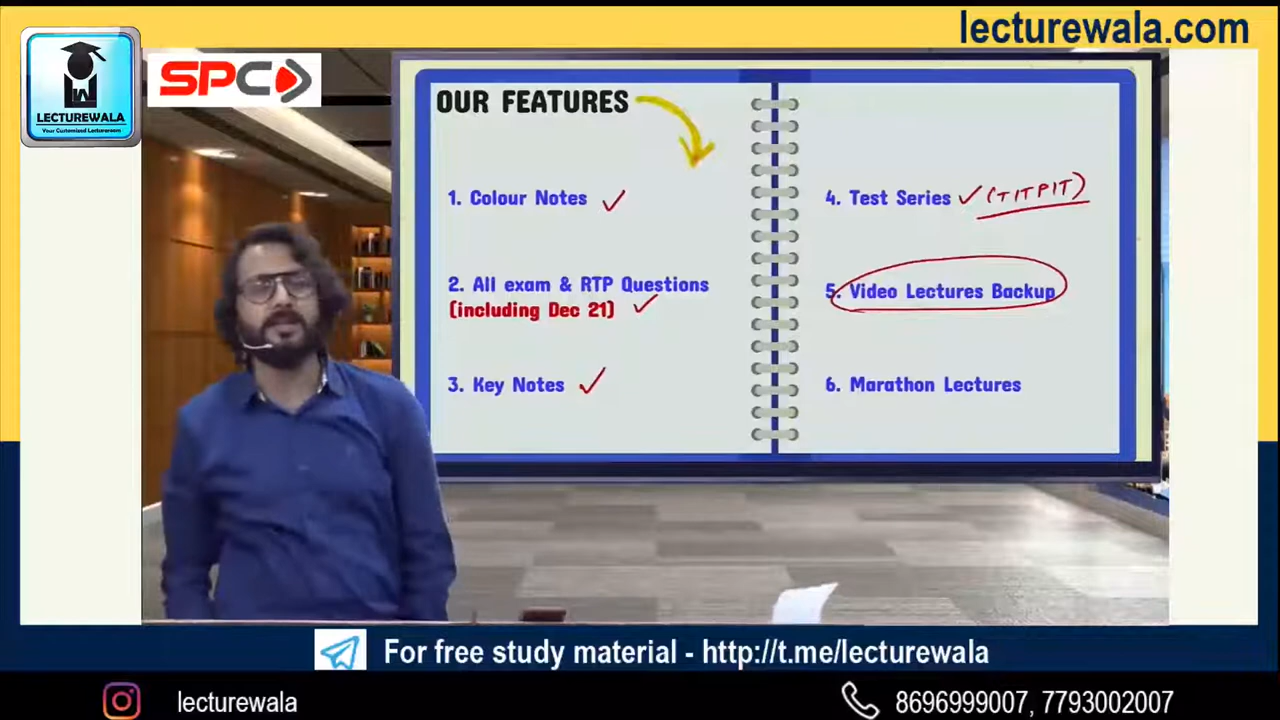 lecturewala.com
LECTUREWALA
Your Customised Lectureroom
SPC
OUR FEATURES
1. Colour Notes
2. All exam & RTP Questions
(including Dec 21)
3. Key Notes
4. Test Series (TITPIT)
5. Video Lectures Backup
6. Marathon Lectures
For free study material - http://t.me/lecturewala
lecturewala
8696999007, 7793002007